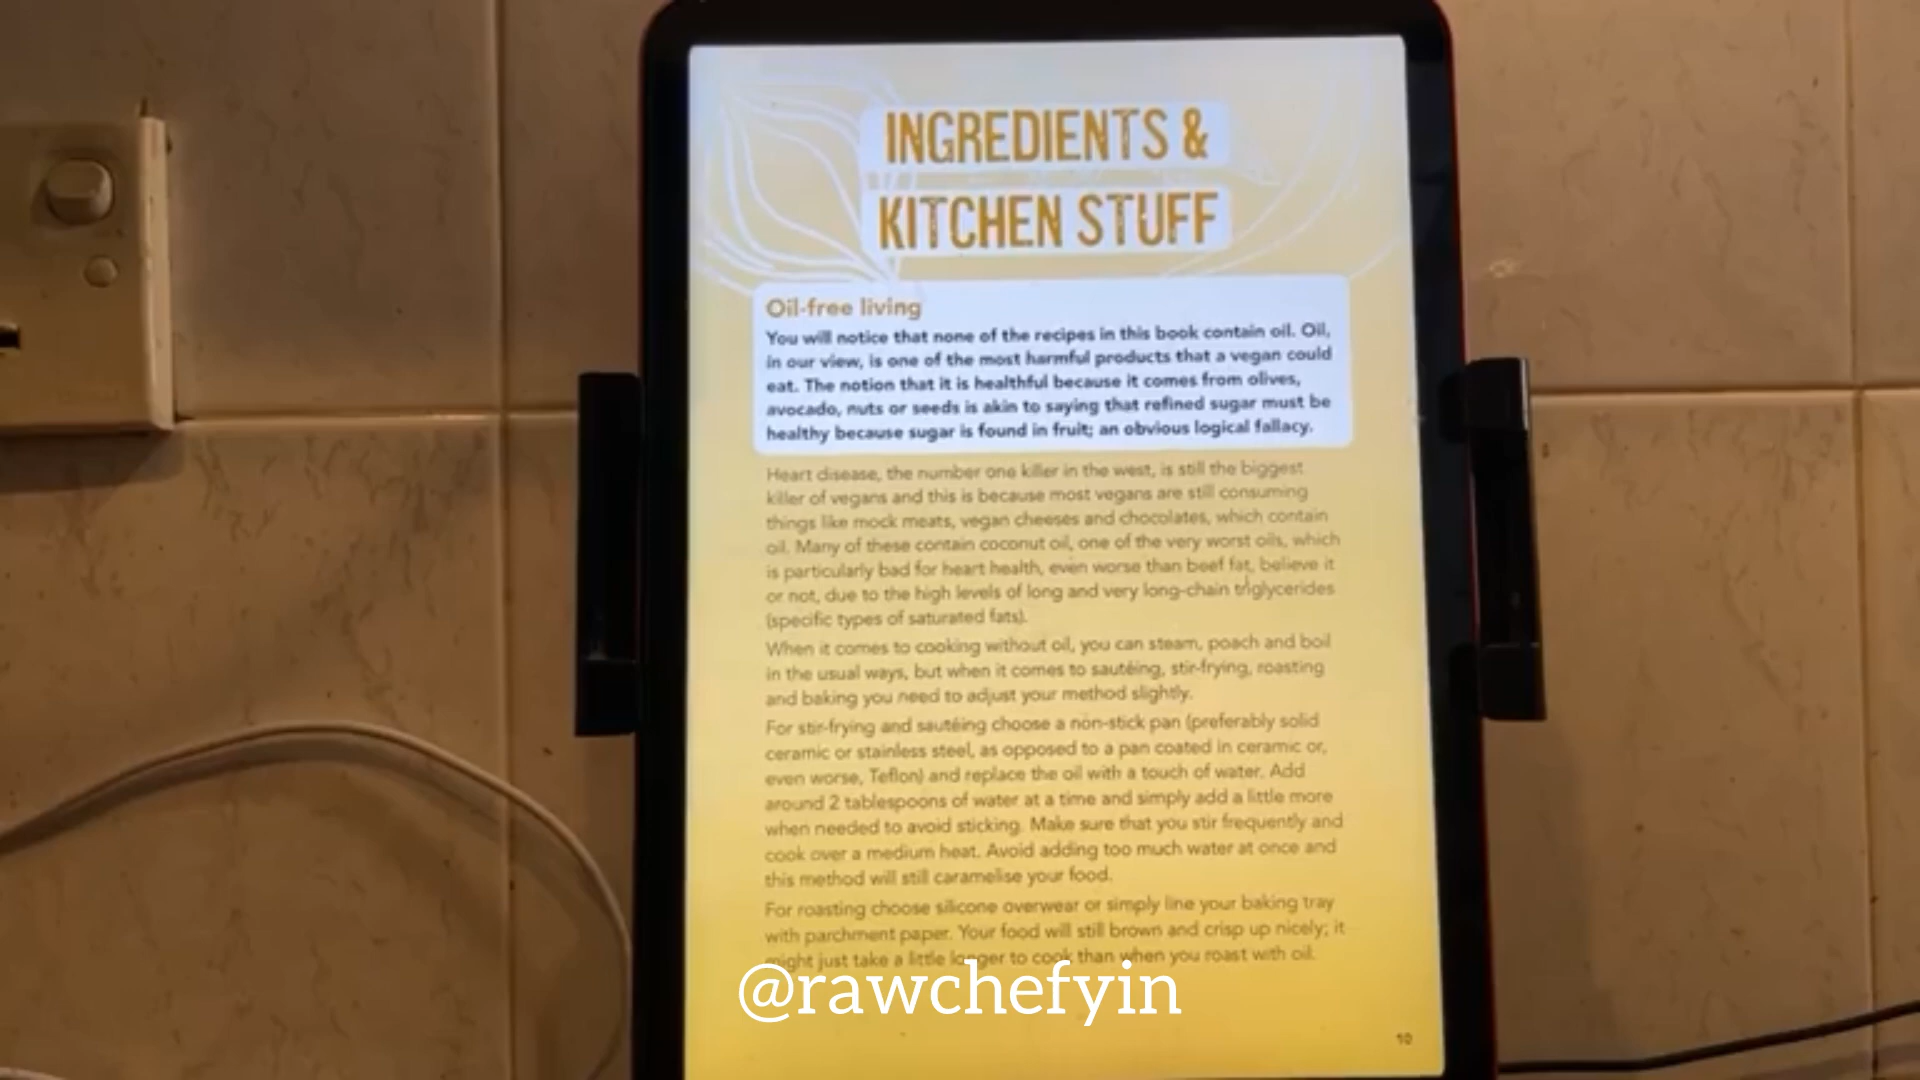 INGREDIENTS &
KITCHEN STUFF
Oil-free living
You will notice that none of the recipes in this book contain oil. Oil,
in our view, is one of the most harmful products that a vegan could
eat. The notion that it is healthful because it comes from olives,
avocado, nuts or seeds is akin to saying that refined sugar must be
healthy because sugar is found in fruit; an obvious logical fallacy.
Heart disease, the number one killer in the west, is still the biggest
killer of vegans and this is because most vegans are still consuming
things like mock meats, vegan cheeses and chocolates, which contain
oil. Many of these contain coconut oil, one of the very worst oils, which
is particularly bad for heart health, even worse than beef fat, believe it
or not, due to the high levels of long and very long-chain triglycerides
(specific types of saturated fats).
When it comes to cooking without oil, you can steam, poach and boil
in the usual ways, but when it comes to sautéing, stir-frying, roasting
and baking you need to adjust your method slightly.
For stir-frying and sautéing choose a non-stick pan (preferably solid
ceramic or stainless steel, as opposed to a pan coated in ceramic or,
even worse, Teflon) and replace the oil with a touch of water. Add
around 2 tablespoons of water at a time and simply add a little more
when needed to avoid sticking. Make sure that you stir frequently and
cook over a medium heat. Avoid adding too much water at once and
this method will still caramelise your food.
For roasting choose silicone overwear or simply line your baking tray
with parchment paper. Your food will still brown and crisp up nicely; it
might just take a little longer to cook than when you roast with oil.
@rawchefyin
10